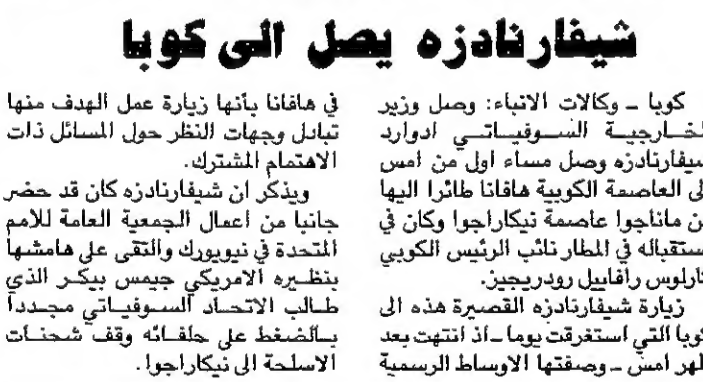 شيفارنادزه يصل الى كوبا
كوبا ـ وكالات الانباء: وصل وزير
الخارجية السوفياتي ادوارد
شيفارنادزه وصل مساء اول من امس
الى العاصمة الكوبية هافانا طائرا اليها
من ماناجوا عاصمة نيكاراجوا وكان في
استقباله في المطار نائب الرئيس الكوبي
كارلوس رافاييل رودريجيز.
زيارة شيفارنادزه القصيرة هذه الى
كوبا التي استغرقت يوما ـ اذ انتهت بعد
ظهر امس ـ وصفتها الاوساط الرسمية
في هافانا بأنها زيارة عمل الهدف منها
تبادل وجهات النظر حول المسائل ذات
الاهتمام المشترك.
ويذكر ان شيفارنادزه كان قد حضر
جانبا من اعمال الجمعية العامة للامم
المتحدة في نيويورك والتقى على هامشها
بنظيره الامريكي جيمس بيكر الذي
طالب الاتحاد السوفياتي مجددا
بالضغط على حلفائه وقف شحنات
الاسلحة الى نيكاراجوا.